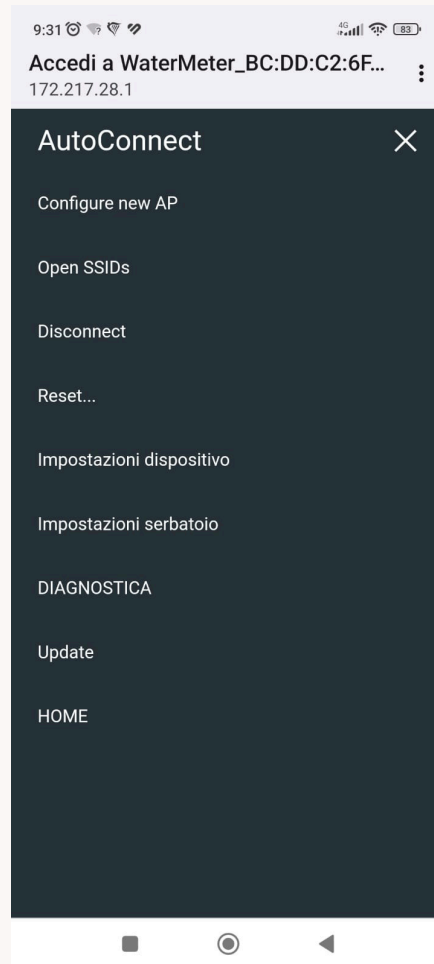 9:31
4G
83
Accedi a WaterMeter_BC:DD:C2:6F...
172.217.28.1
AutoConnect
Configure new AP
Open SSIDs
Disconnect
Reset...
Impostazioni dispositivo
Impostazioni serbatoio
DIAGNOSTICA
Update
HOME